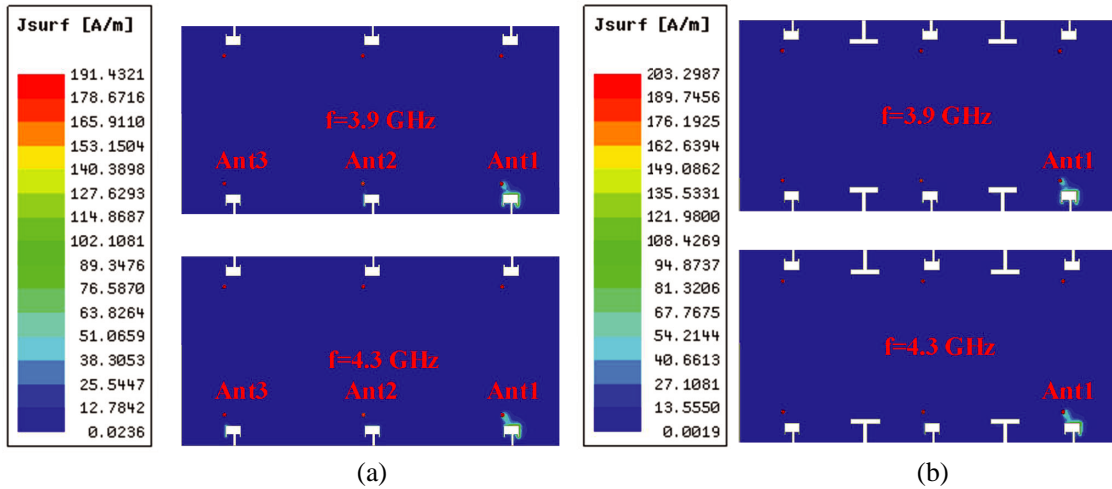 Jsurf [A/m]
191.4321
178.6716
165.9110
153.1504
140.3898
127.6293
114.8687
102.1081
89.3476
76.5870
63.8264
51.0659
38.3053
25.5447
12.7842
0.0236
f=3.9 GHz
Ant3 Ant2 Ant1
f=4.3 GHz
Ant3 Ant2 Ant1
(a)
Jsurf [A/m]
203.2987
189.7456
176.1925
162.6394
149.0862
135.5331
121.9800
108.4269
94.8737
81.3206
67.7675
54.2144
40.6613
27.1081
13.5550
0.0019
f=3.9 GHz
Ant1
f=4.3 GHz
Ant1
(b)